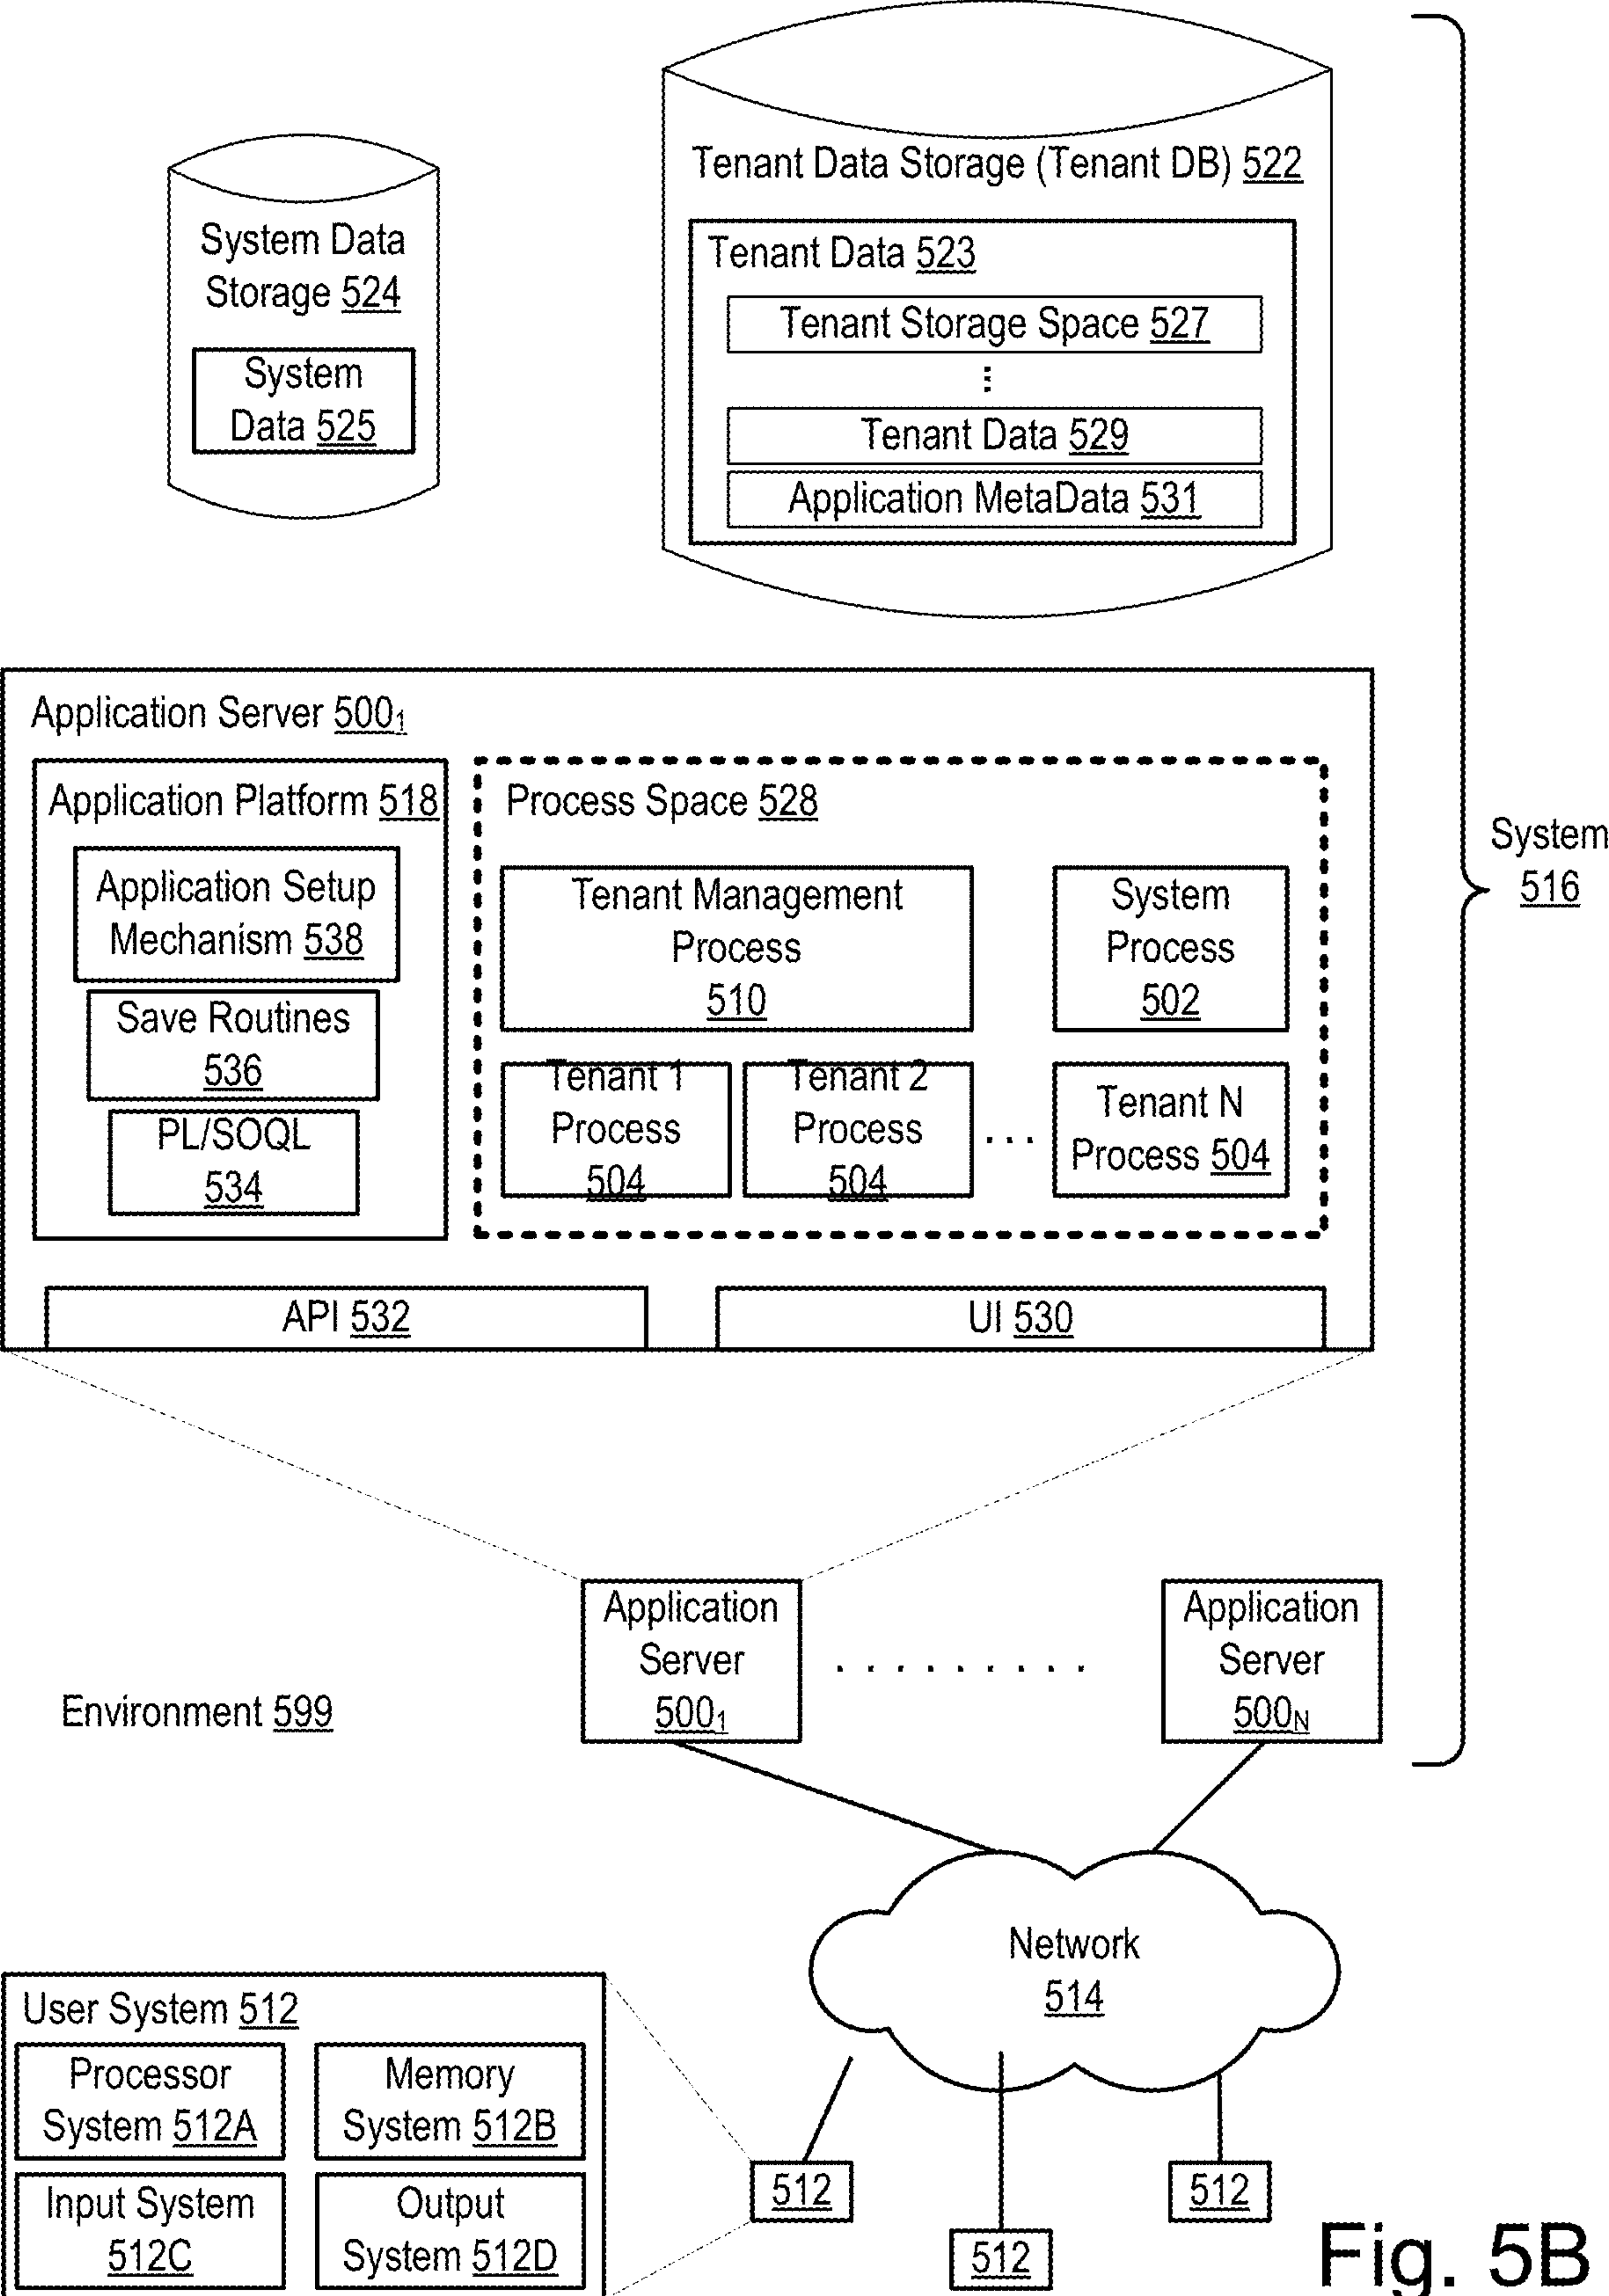 Tenant Data Storage (Tenant DB) 522
System Data
Storage 524
System
Data 525
Tenant Data 523
Tenant Storage Space 527
⋮
Tenant Data 529
Application MetaData 531
Application Server 500₁
Application Platform 518
Application Setup
Mechanism 538
Save Routines
536
PL/SOQL
534
Process Space 528
Tenant Management
Process
510
System
Process
502
Tenant 1
Process
504
Tenant 2
Process
504
. . .
Tenant N
Process 504
API 532
UI 530
System
516
Application
Server
500₁
. . . . . . . . .
Application
Server
500N
Environment 599
Network
514
User System 512
Processor
System 512A
Memory
System 512B
Input System
512C
Output
System 512D
512
512
512
Fig. 5B